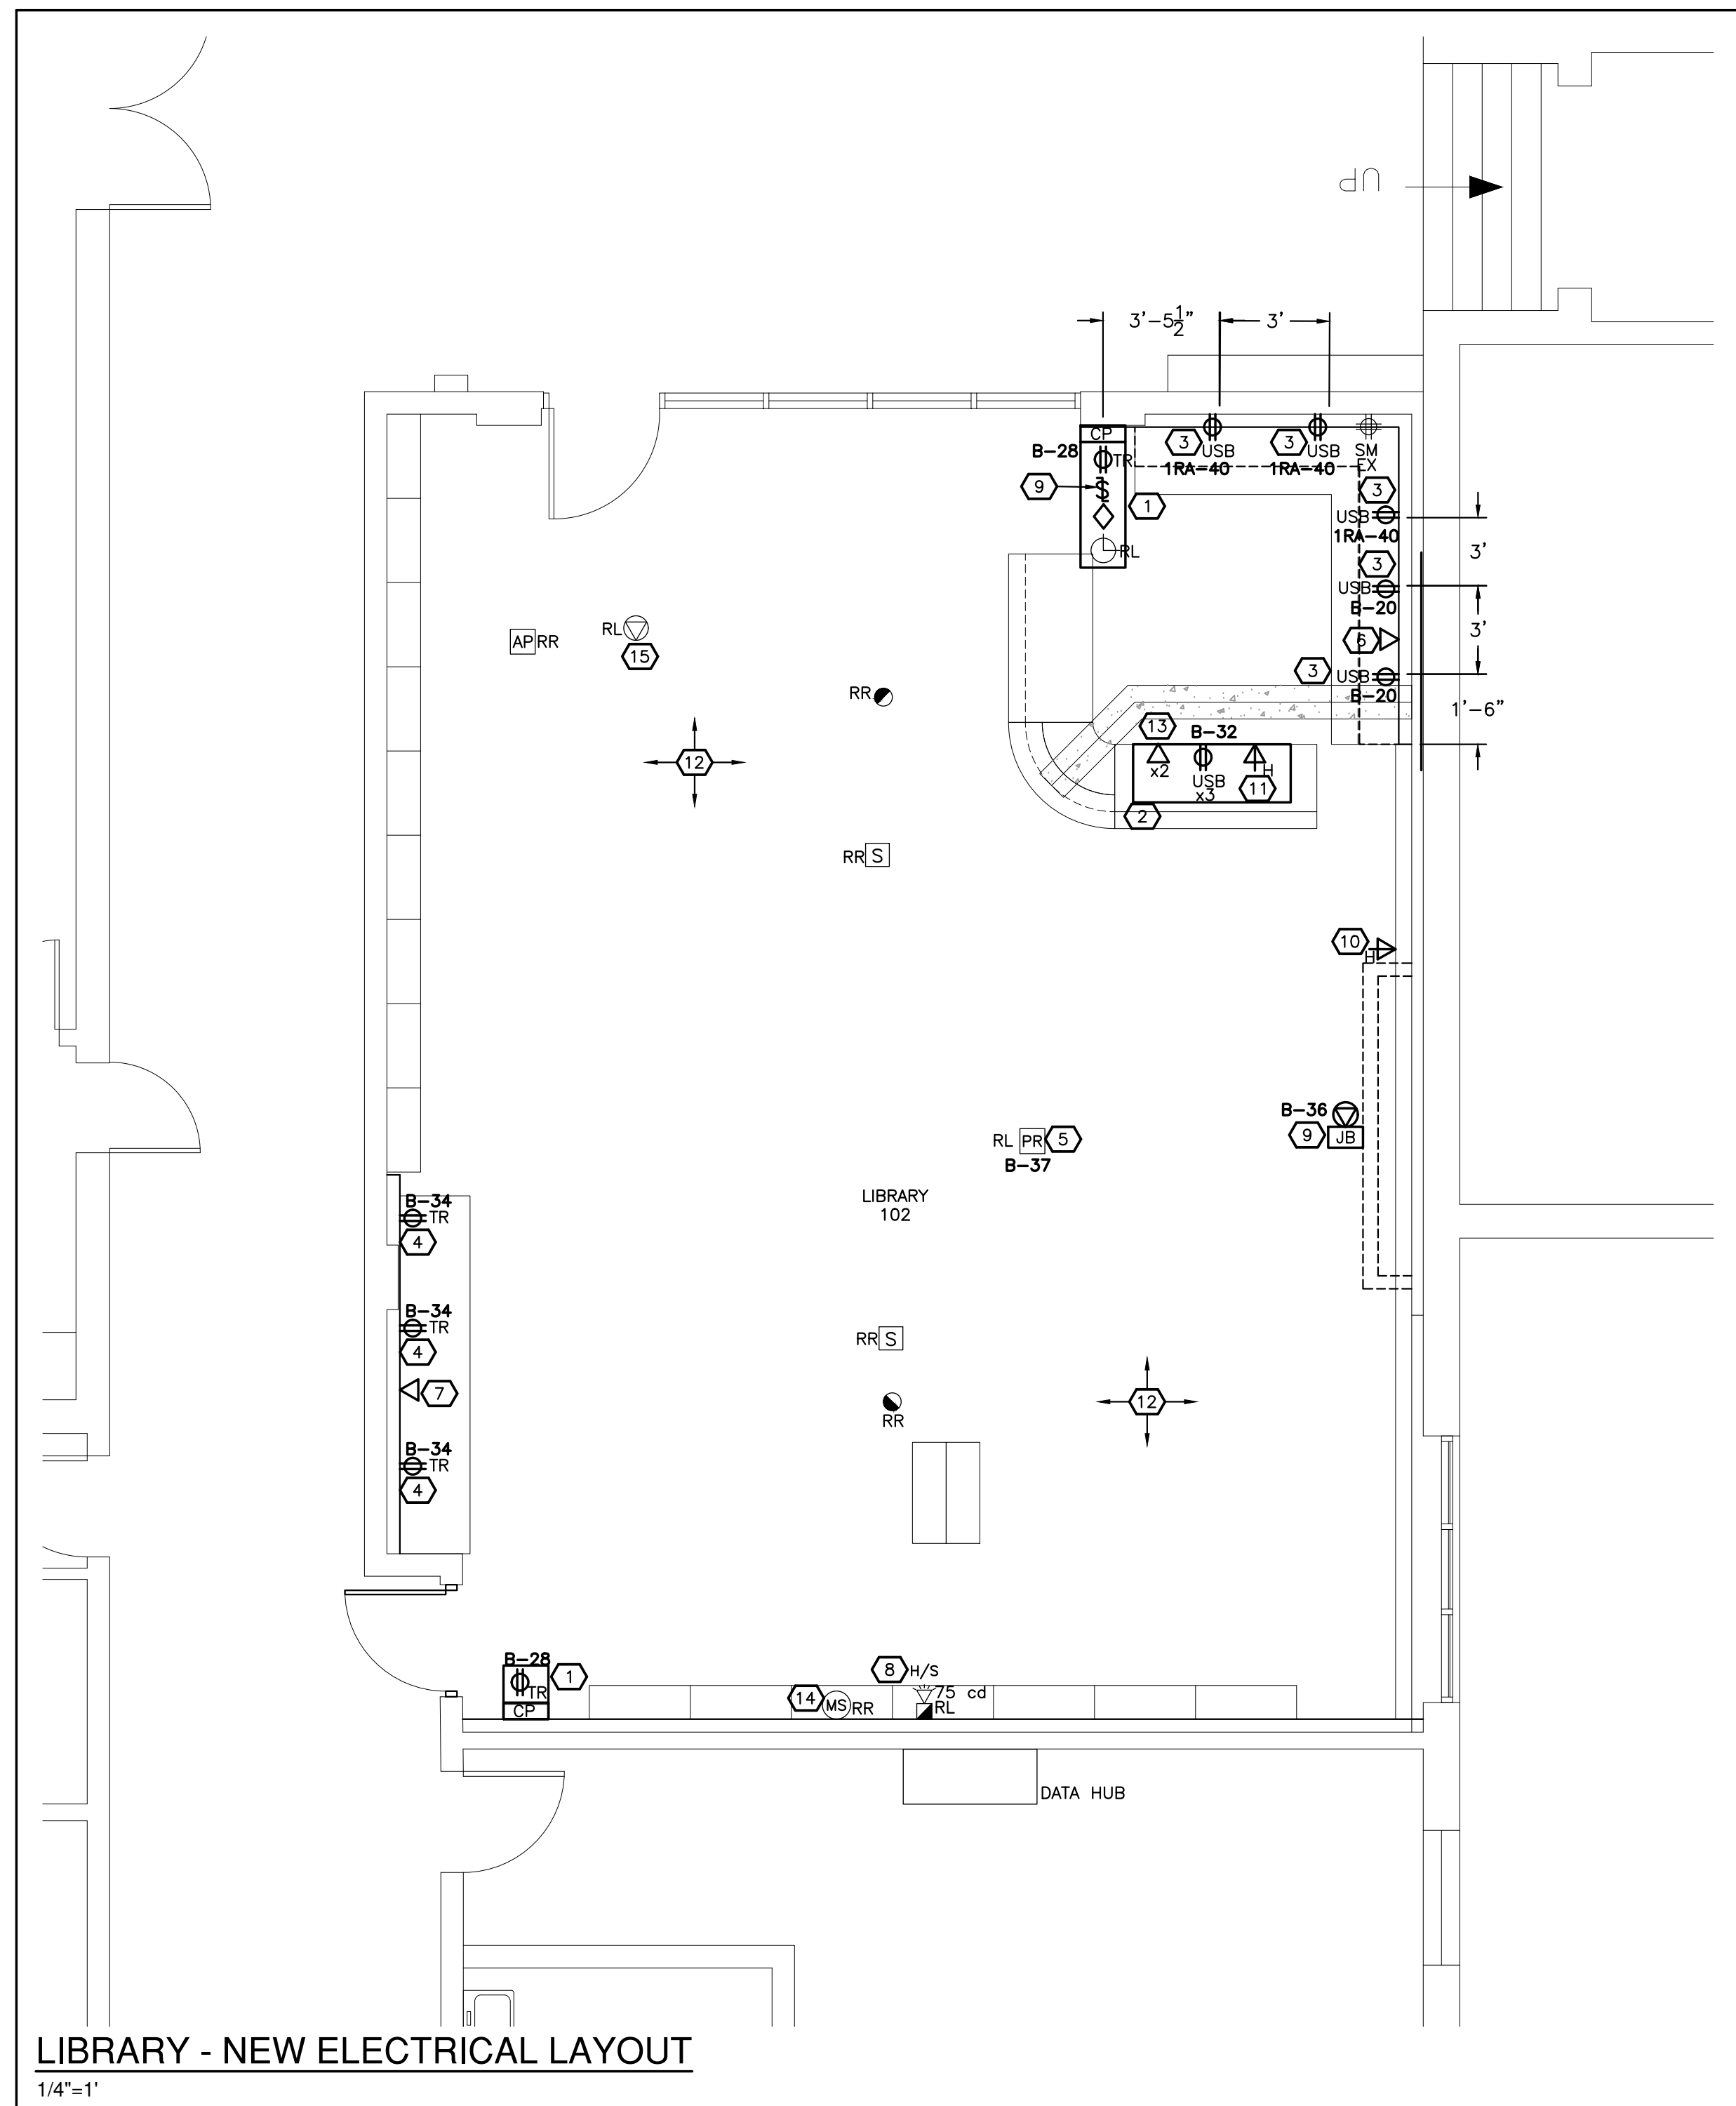 UP
3'-5 1/2" 3'
CP
B-28 TR
9 $
1
RL
3 USB 3 USB SM
1RA-40 1RA-40 EX
3
USB
1RA-40
3'
3
USB
B-20
3'
6
3 USB
B-20
1'-6"
AP RR
RL
15
RR
12
13 B-32
x2 USB H
x3 11
2
RR S
10
H
B-36
9 JB
RL PR 5
B-37
LIBRARY
102
B-34
TR
4
B-34
TR
4
7
B-34
TR
4
RR S
RR
12
B-28
TR 1
CP
8 H/S
14 MS RR 75 cd
RL
DATA HUB
LIBRARY - NEW ELECTRICAL LAYOUT
1/4"=1'